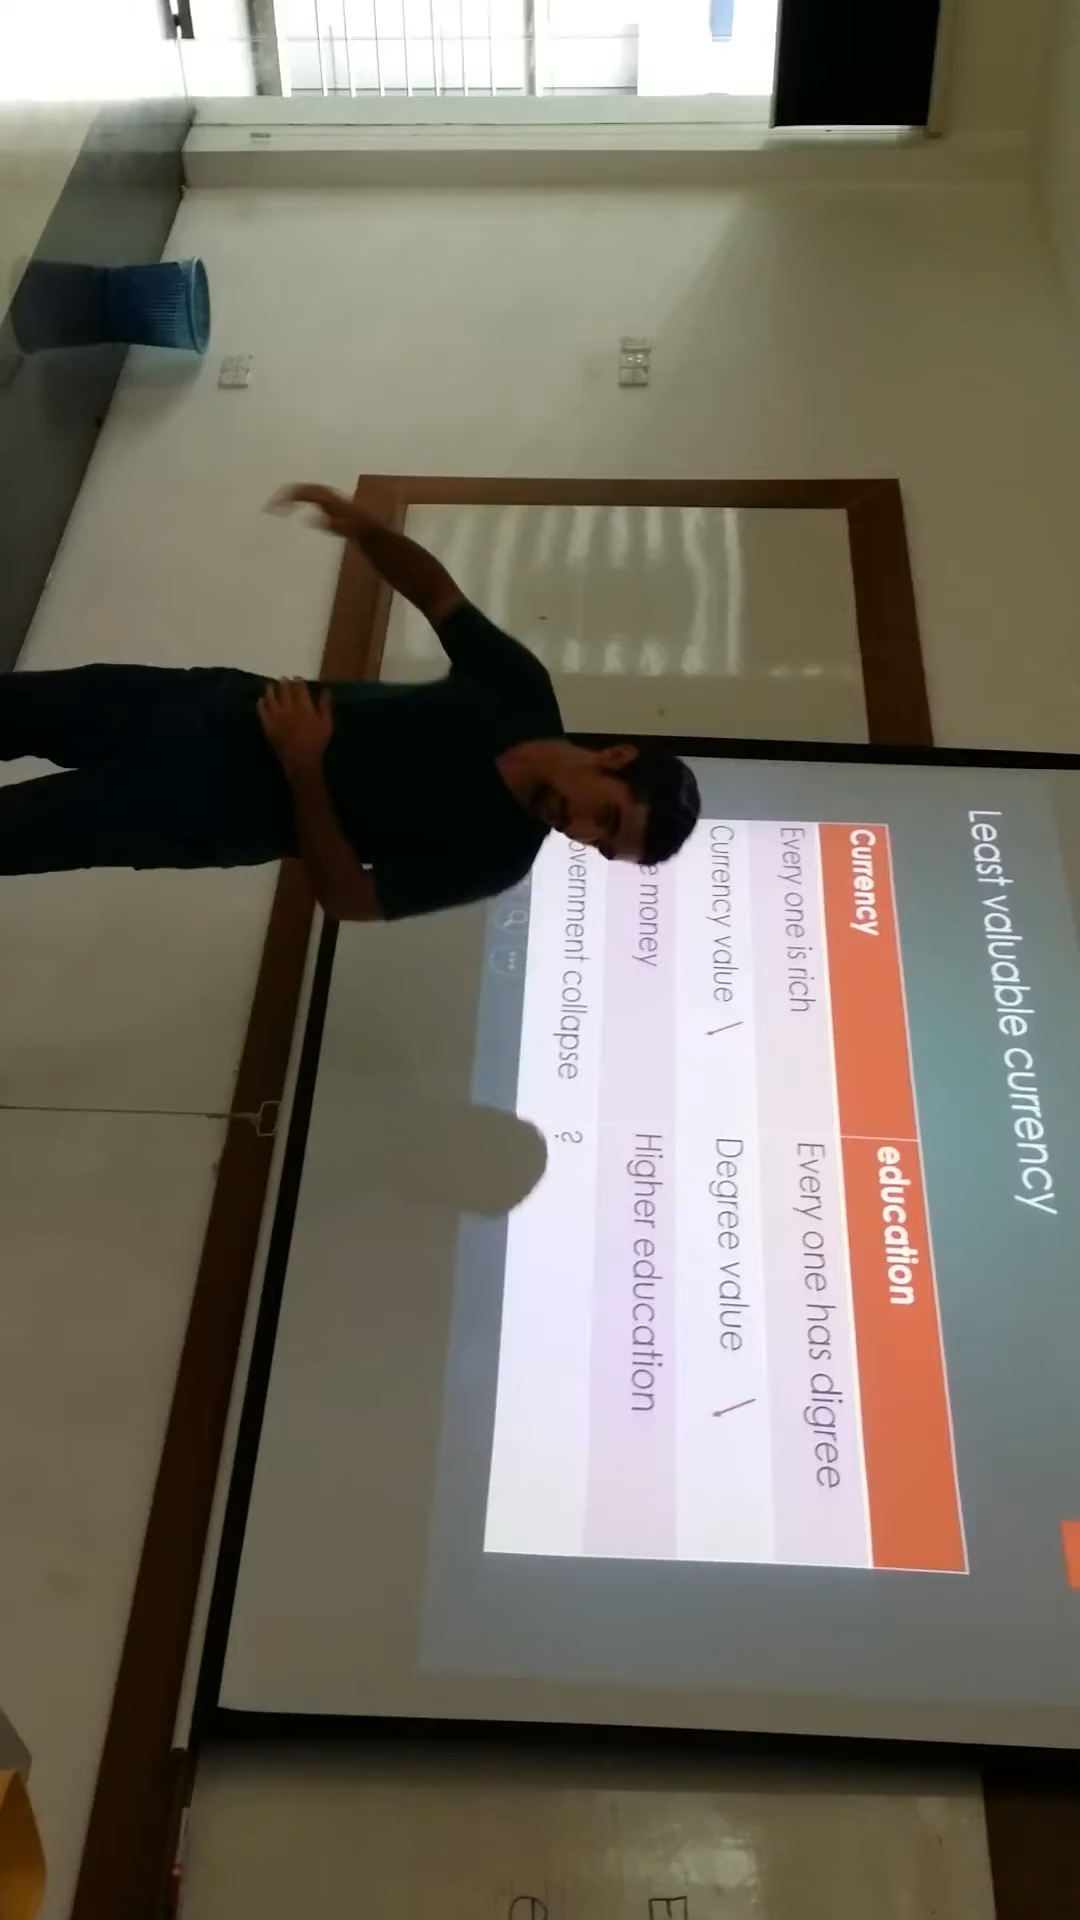 Least valuable currency
Currency education
Every one is rich Every one has digree
Currency value \ Degree value \
money Higher education
collapse ?